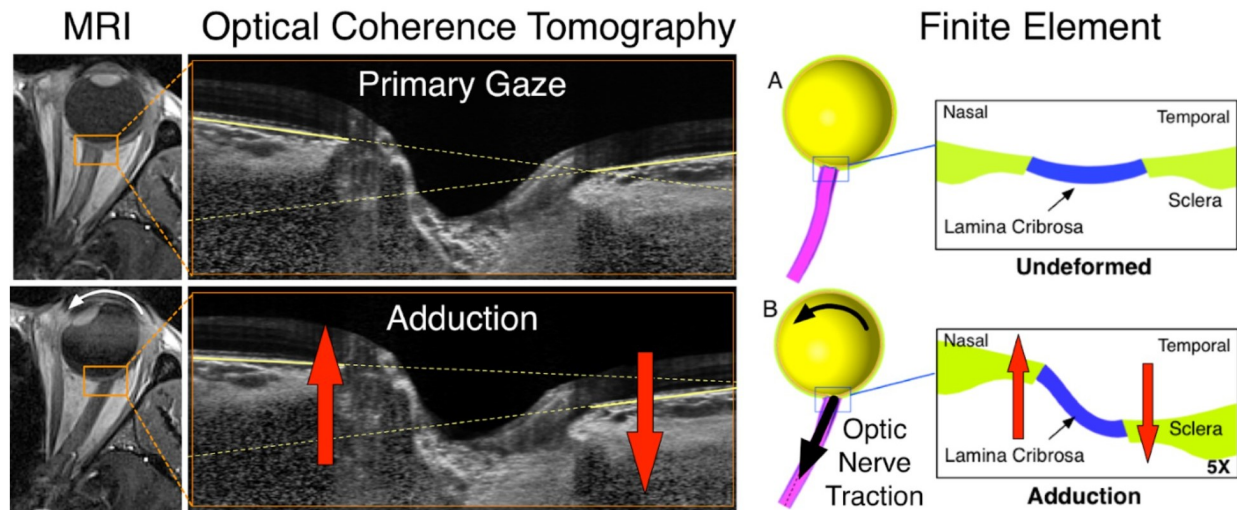 MRI
Optical Coherence Tomography
Finite Element
Primary Gaze
A
Nasal
Temporal
Lamina Cribrosa
Sclera
Undeformed
Adduction
B
Optic
Nerve
Traction
Nasal
Temporal
Lamina Cribrosa
Sclera
5X
Adduction